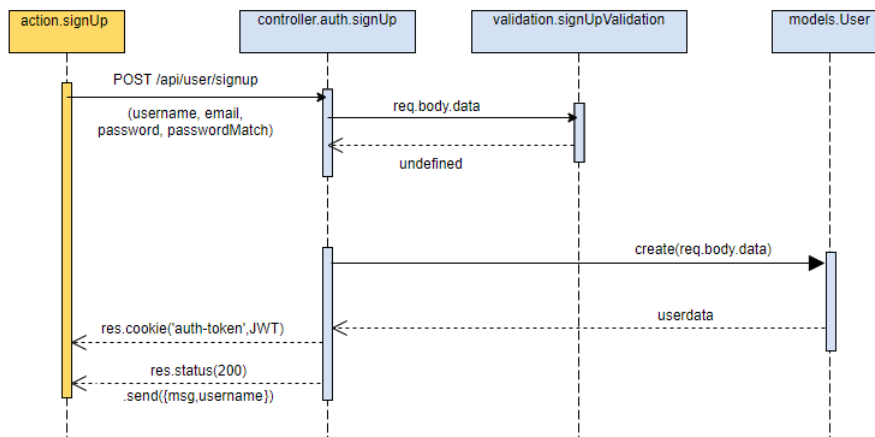 action.signUp
controller.auth.signUp
validation.signUpValidation
models.User
POST /api/user/signup
(username, email,
password, passwordMatch)
req.body.data
undefined
create(req.body.data)
userdata
res.cookie('auth-token',JWT)
res.status(200)
.send({msg,username})